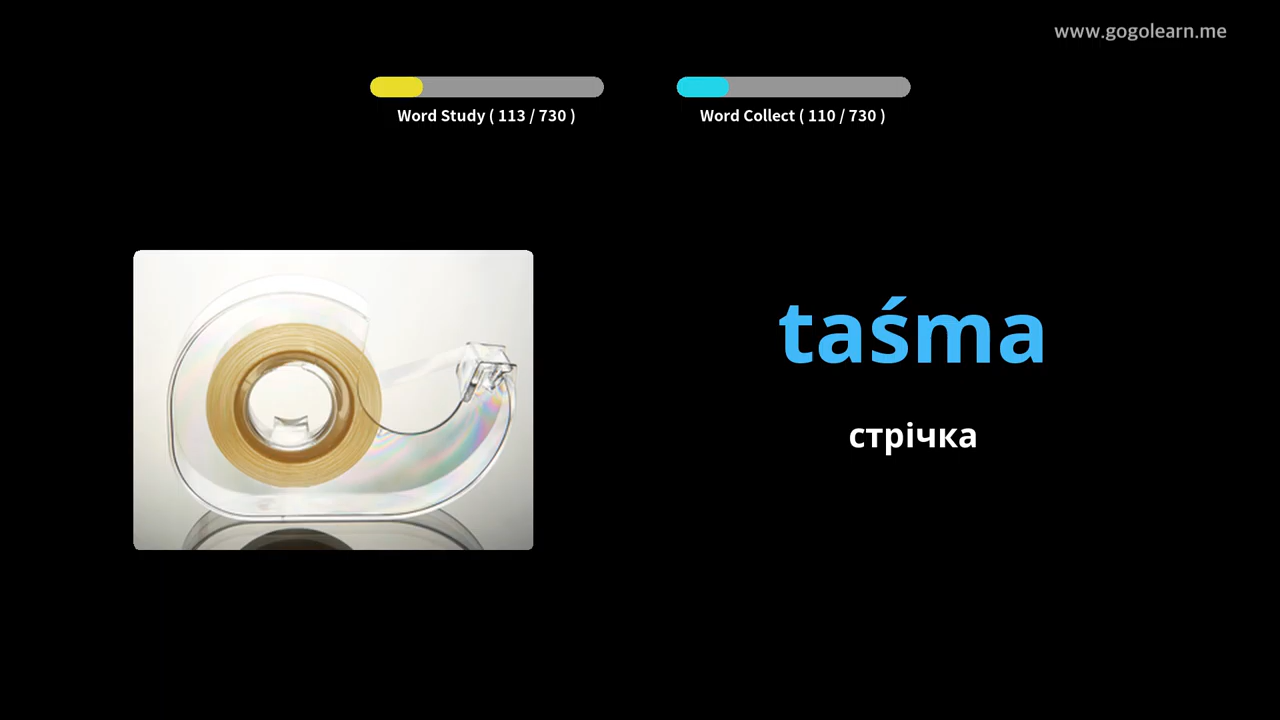 www.gogolearn.me
Word Study ( 113 / 730 )
Word Collect ( 110 / 730 )
taśma
стрічка